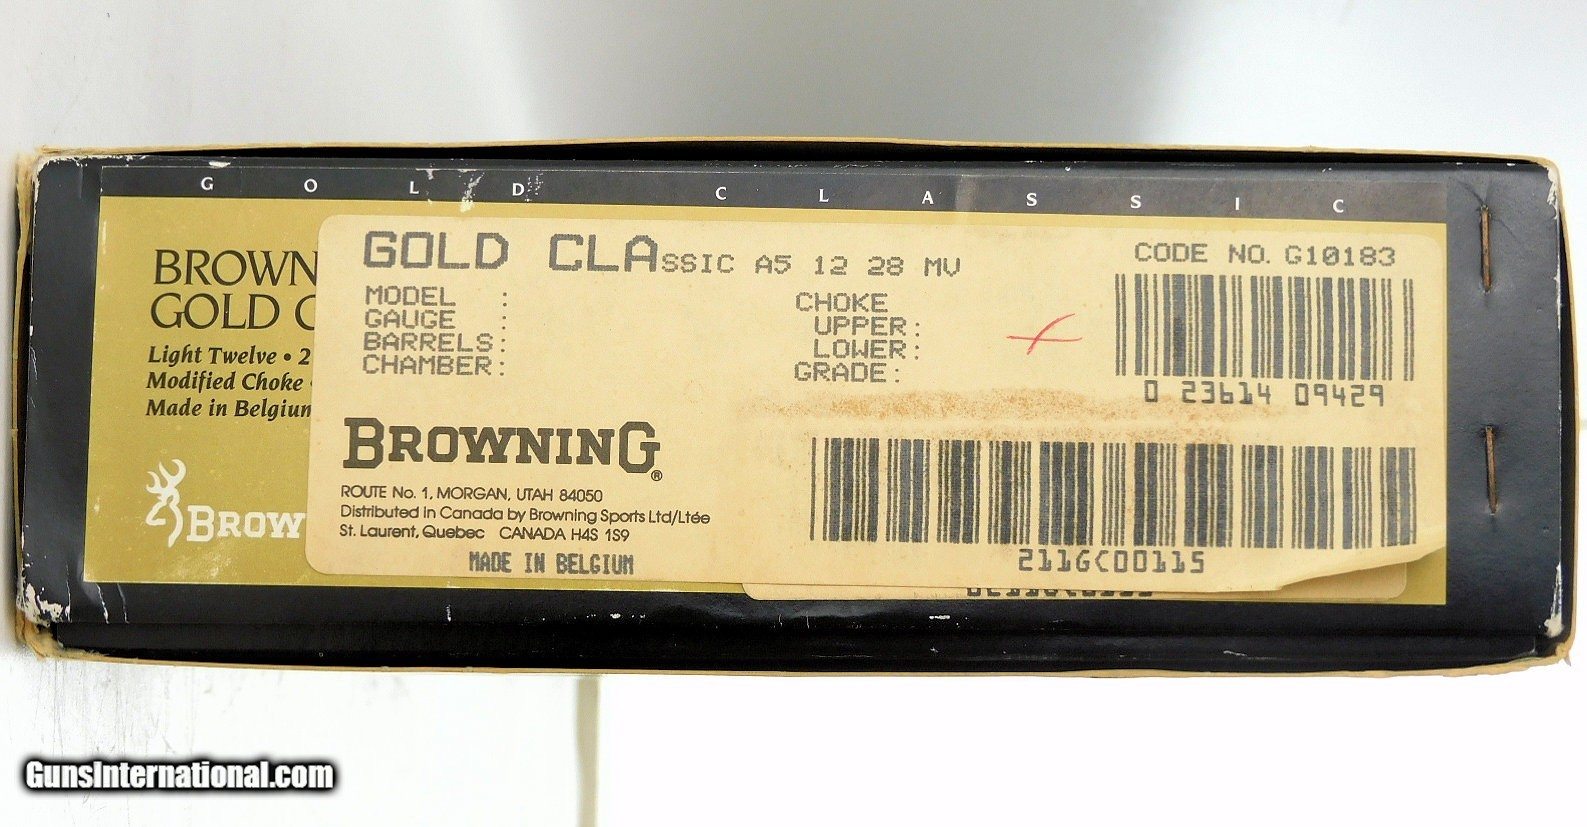 GOLD CLASSIC
BROWN
GOLD C
Light Twelve • 2
Modified Choke •
Made in Belgium
BROW
GOLD CLASSIC A5 12 28 MV
MODEL :
GAUGE :
BARRELS:
CHAMBER:
CHOKE
UPPER:
LOWER:
GRADE:
CODE NO. G10183
0 23614 09429
BROWNING®
ROUTE No. 1, MORGAN, UTAH 84050
Distributed in Canada by Browning Sports Ltd/Ltée
St. Laurent, Quebec CANADA H4S 1S9
MADE IN BELGIUM
211GC00115
GunsInternational.com